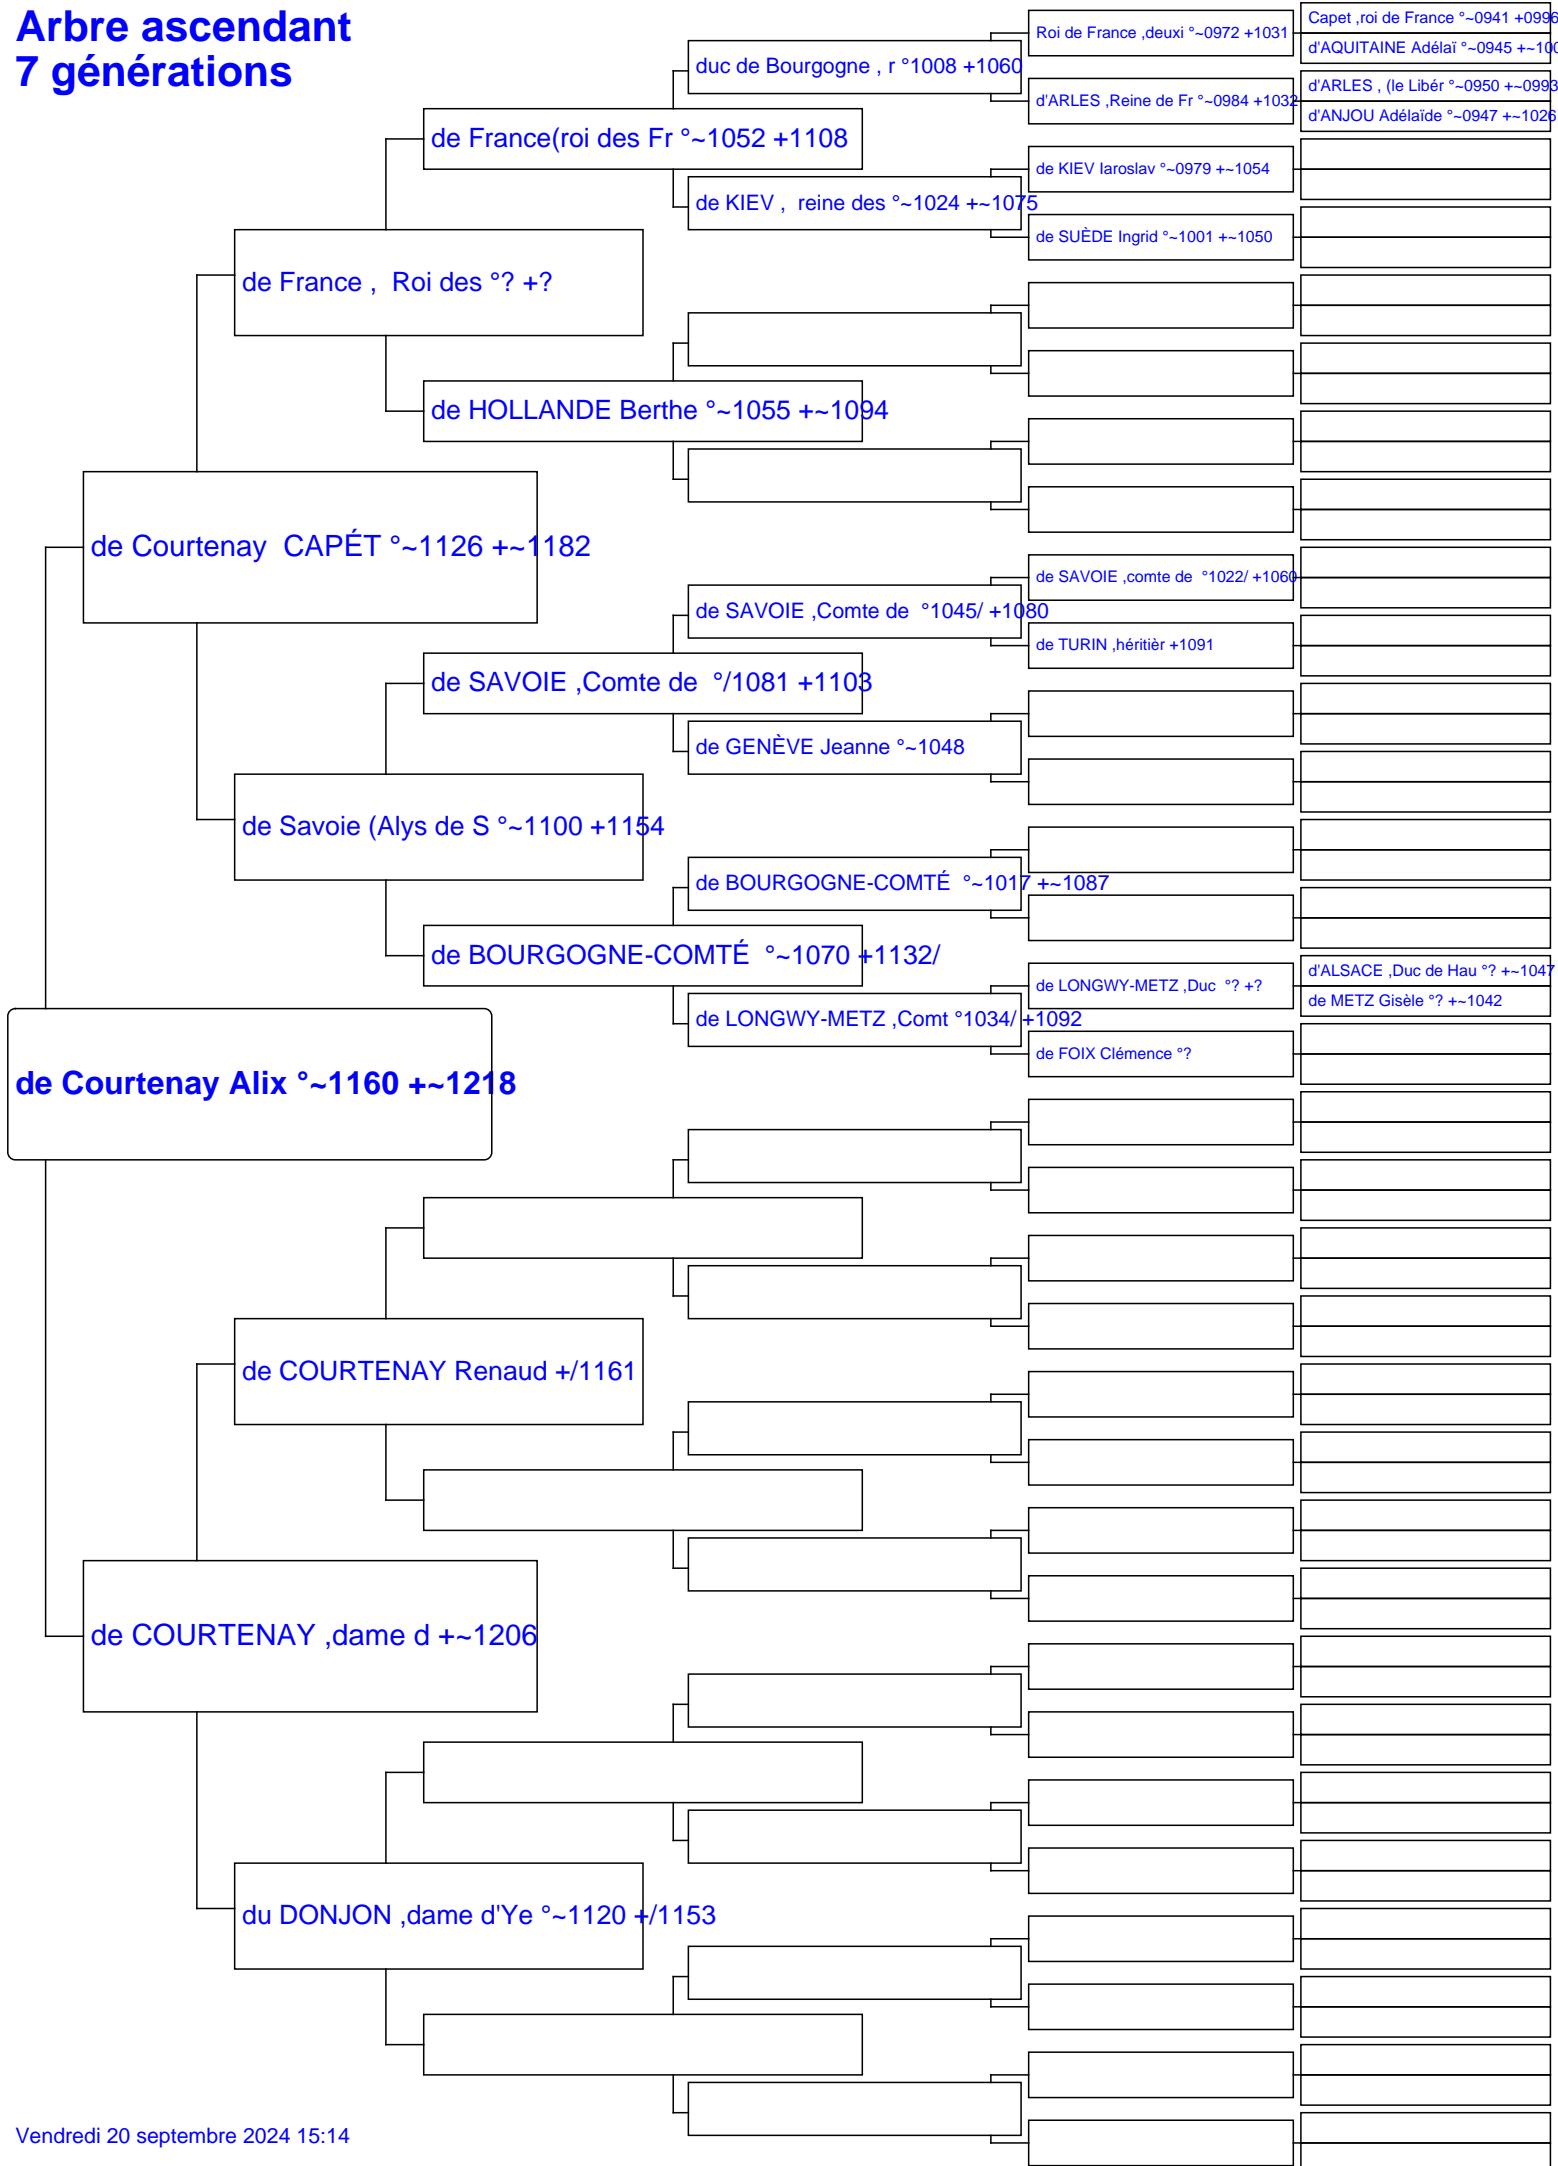 Arbre ascendant
7 générations
Capet ,roi de France °~0941 +0996
Roi de France ,deuxi °~0972 +1031
d'AQUITAINE Adélaï °~0945 +~100
duc de Bourgogne , r °1008 +1060
d'ARLES , (le Libér °~0950 +~0993
d'ARLES ,Reine de Fr °~0984 +1032
d'ANJOU Adélaïde °~0947 +~1026
de France(roi des Fr °~1052 +1108
de KIEV Iaroslav °~0979 +~1054
de KIEV ,  reine des °~1024 +~1075
de SUÈDE Ingrid °~1001 +~1050
de France ,  Roi des °? +?
de HOLLANDE Berthe °~1055 +~1094
de Courtenay  CAPÉT °~1126 +~1182
de SAVOIE ,comte de  °1022/ +1060
de SAVOIE ,Comte de  °1045/ +1080
de TURIN ,héritièr +1091
de SAVOIE ,Comte de  °/1081 +1103
de GENÈVE Jeanne °~1048
de Savoie (Alys de S °~1100 +1154
de BOURGOGNE-COMTÉ  °~1017 +~1087
de BOURGOGNE-COMTÉ  °~1070 +1132/
d'ALSACE ,Duc de Hau °? +~1047
de LONGWY-METZ ,Duc  °? +?
de METZ Gisèle °? +~1042
de LONGWY-METZ ,Comt °1034/ +1092
de FOIX Clémence °?
de Courtenay Alix °~1160 +~1218
de COURTENAY Renaud +/1161
de COURTENAY ,dame d +~1206
du DONJON ,dame d'Ye °~1120 +/1153
Vendredi 20 septembre 2024 15:14